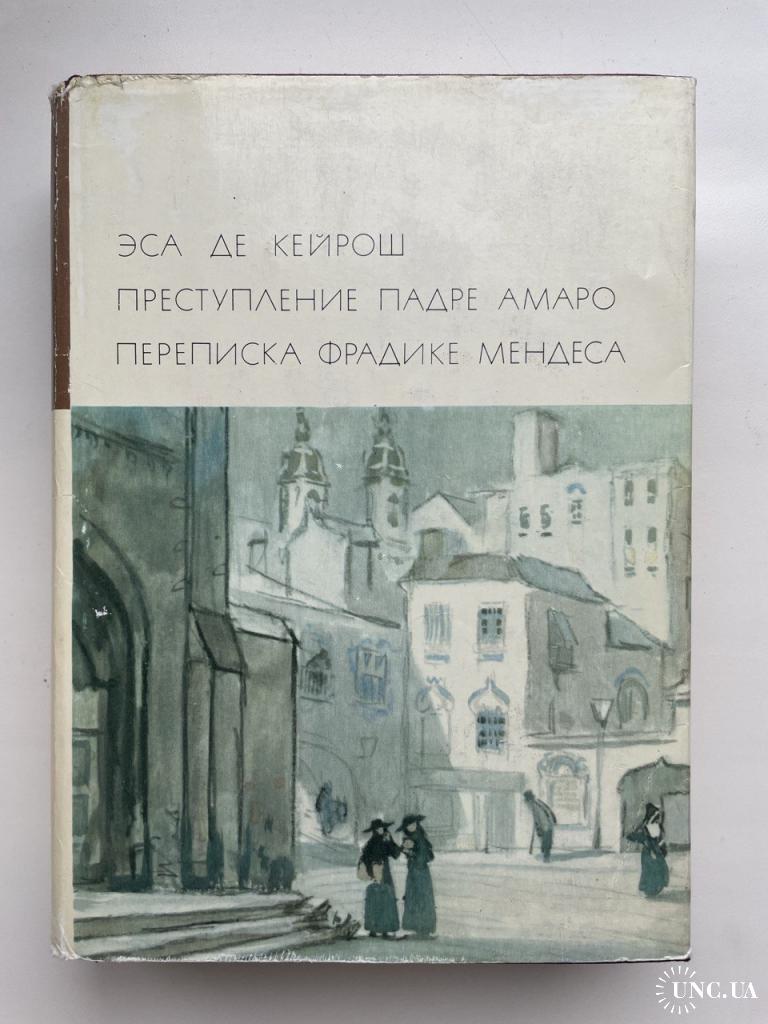 ЭСА ДЕ КЕЙРОШ
ПРЕСТУПЛЕНИЕ ПАДРЕ АМАРО
ПЕРЕПИСКА ФРАДИКЕ МЕНДЕСА
UNC.UA